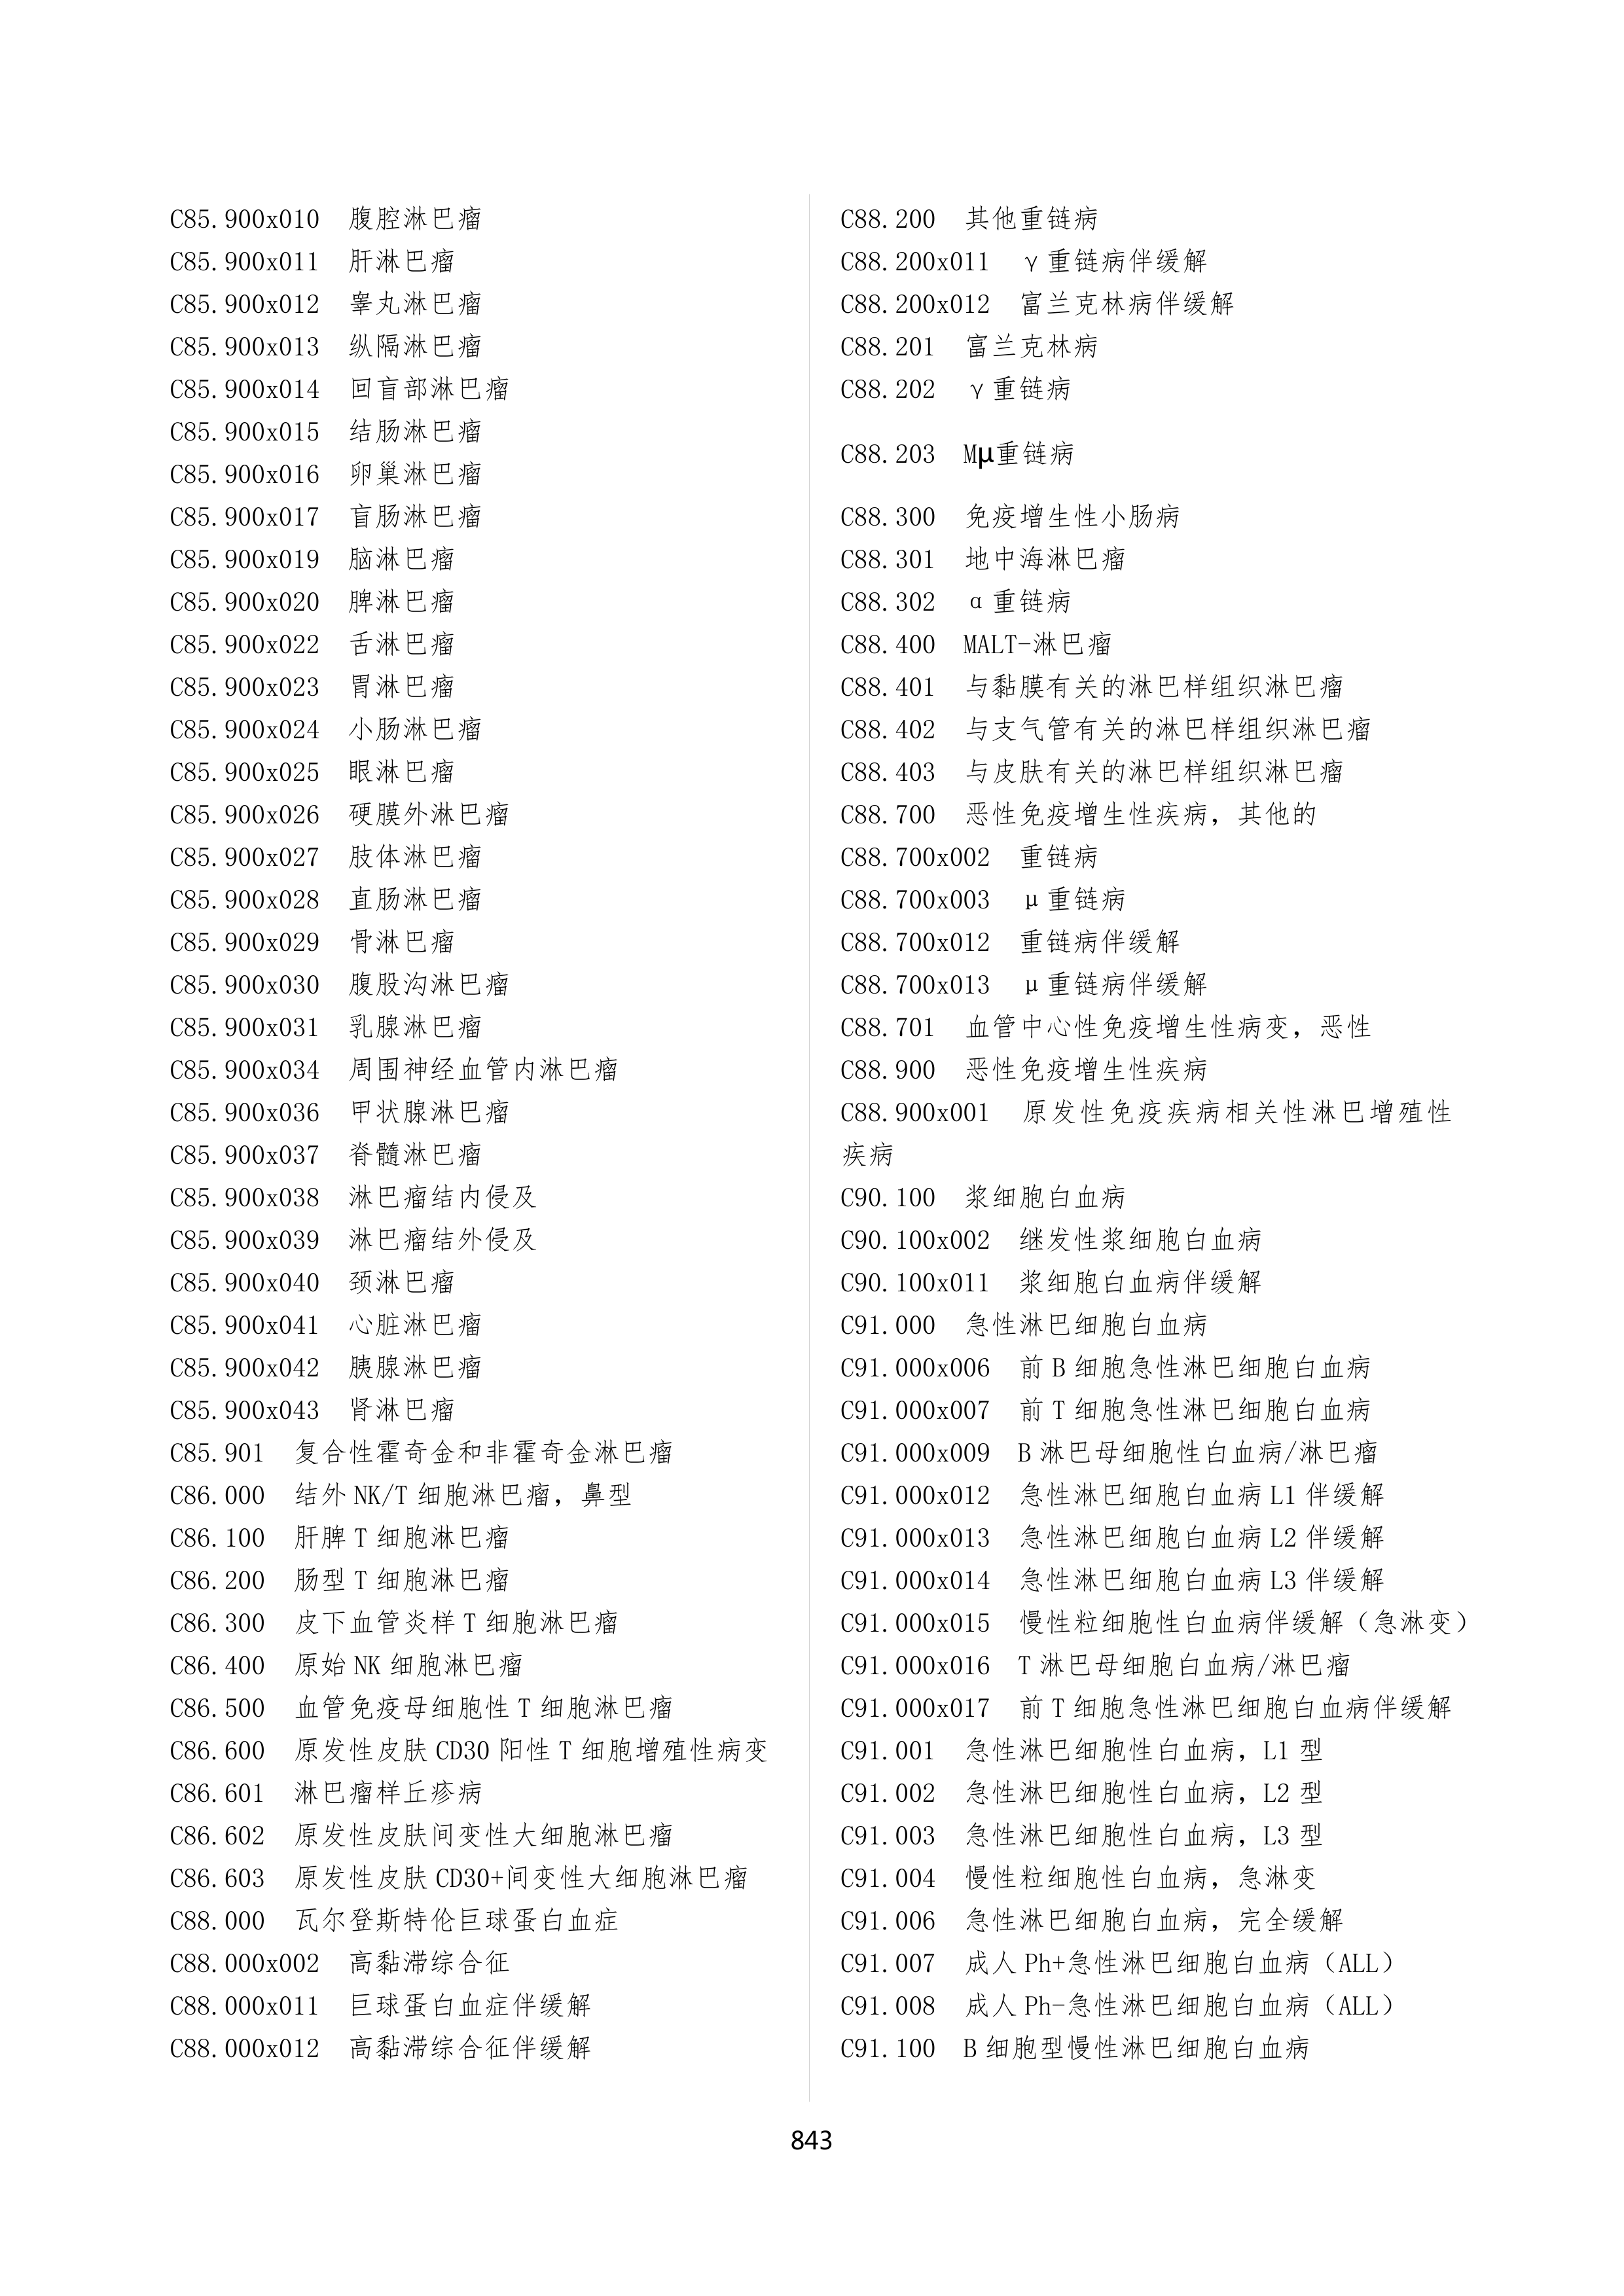 C85.900x010 腹腔淋巴瘤
C85.900x011 肝淋巴瘤
C85.900x012 睾丸淋巴瘤
C85.900x013 纵隔淋巴瘤
C85.900x014 回盲部淋巴瘤
C85.900x015 结肠淋巴瘤
C85.900x016 卵巢淋巴瘤
C85.900x017 盲肠淋巴瘤
C85.900x019 脑淋巴瘤
C85.900x020 脾淋巴瘤
C85.900x022 舌淋巴瘤
C85.900x023 胃淋巴瘤
C85.900x024 小肠淋巴瘤
C85.900x025 眼淋巴瘤
C85.900x026 硬膜外淋巴瘤
C85.900x027 肢体淋巴瘤
C85.900x028 直肠淋巴瘤
C85.900x029 骨淋巴瘤
C85.900x030 腹股沟淋巴瘤
C85.900x031 乳腺淋巴瘤
C85.900x034 周围神经血管内淋巴瘤
C85.900x036 甲状腺淋巴瘤
C85.900x037 脊髓淋巴瘤
C85.900x038 淋巴瘤结内侵及
C85.900x039 淋巴瘤结外侵及
C85.900x040 颈淋巴瘤
C85.900x041 心脏淋巴瘤
C85.900x042 胰腺淋巴瘤
C85.900x043 肾淋巴瘤
C85.901 复合性霍奇金和非霍奇金淋巴瘤
C86.000 结外 NK/T 细胞淋巴瘤，鼻型
C86.100 肝脾 T 细胞淋巴瘤
C86.200 肠型 T 细胞淋巴瘤
C86.300 皮下血管炎样 T 细胞淋巴瘤
C86.400 原始 NK 细胞淋巴瘤
C86.500 血管免疫母细胞性 T 细胞淋巴瘤
C86.600 原发性皮肤 CD30 阳性 T 细胞增殖性病变
C86.601 淋巴瘤样丘疹病
C86.602 原发性皮肤间变性大细胞淋巴瘤
C86.603 原发性皮肤 CD30+间变性大细胞淋巴瘤
C88.000 瓦尔登斯特伦巨球蛋白血症
C88.000x002 高黏滞综合征
C88.000x011 巨球蛋白血症伴缓解
C88.000x012 高黏滞综合征伴缓解
C88.200 其他重链病
C88.200x011 γ重链病伴缓解
C88.200x012 富兰克林病伴缓解
C88.201 富兰克林病
C88.202 γ重链病
C88.203 Mμ重链病
C88.300 免疫增生性小肠病
C88.301 地中海淋巴瘤
C88.302 α重链病
C88.400 MALT-淋巴瘤
C88.401 与黏膜有关的淋巴样组织淋巴瘤
C88.402 与支气管有关的淋巴样组织淋巴瘤
C88.403 与皮肤有关的淋巴样组织淋巴瘤
C88.700 恶性免疫增生性疾病，其他的
C88.700x002 重链病
C88.700x003 μ重链病
C88.700x012 重链病伴缓解
C88.700x013 μ重链病伴缓解
C88.701 血管中心性免疫增生性病变，恶性
C88.900 恶性免疫增生性疾病
C88.900x001 原发性免疫疾病相关性淋巴增殖性
疾病
C90.100 浆细胞白血病
C90.100x002 继发性浆细胞白血病
C90.100x011 浆细胞白血病伴缓解
C91.000 急性淋巴细胞白血病
C91.000x006 前 B 细胞急性淋巴细胞白血病
C91.000x007 前 T 细胞急性淋巴细胞白血病
C91.000x009 B 淋巴母细胞性白血病/淋巴瘤
C91.000x012 急性淋巴细胞白血病 L1 伴缓解
C91.000x013 急性淋巴细胞白血病 L2 伴缓解
C91.000x014 急性淋巴细胞白血病 L3 伴缓解
C91.000x015 慢性粒细胞性白血病伴缓解（急淋变）
C91.000x016 T 淋巴母细胞白血病/淋巴瘤
C91.000x017 前 T 细胞急性淋巴细胞白血病伴缓解
C91.001 急性淋巴细胞性白血病，L1 型
C91.002 急性淋巴细胞性白血病，L2 型
C91.003 急性淋巴细胞性白血病，L3 型
C91.004 慢性粒细胞性白血病，急淋变
C91.006 急性淋巴细胞白血病，完全缓解
C91.007 成人 Ph+急性淋巴细胞白血病（ALL）
C91.008 成人 Ph-急性淋巴细胞白血病（ALL）
C91.100 B 细胞型慢性淋巴细胞白血病
843